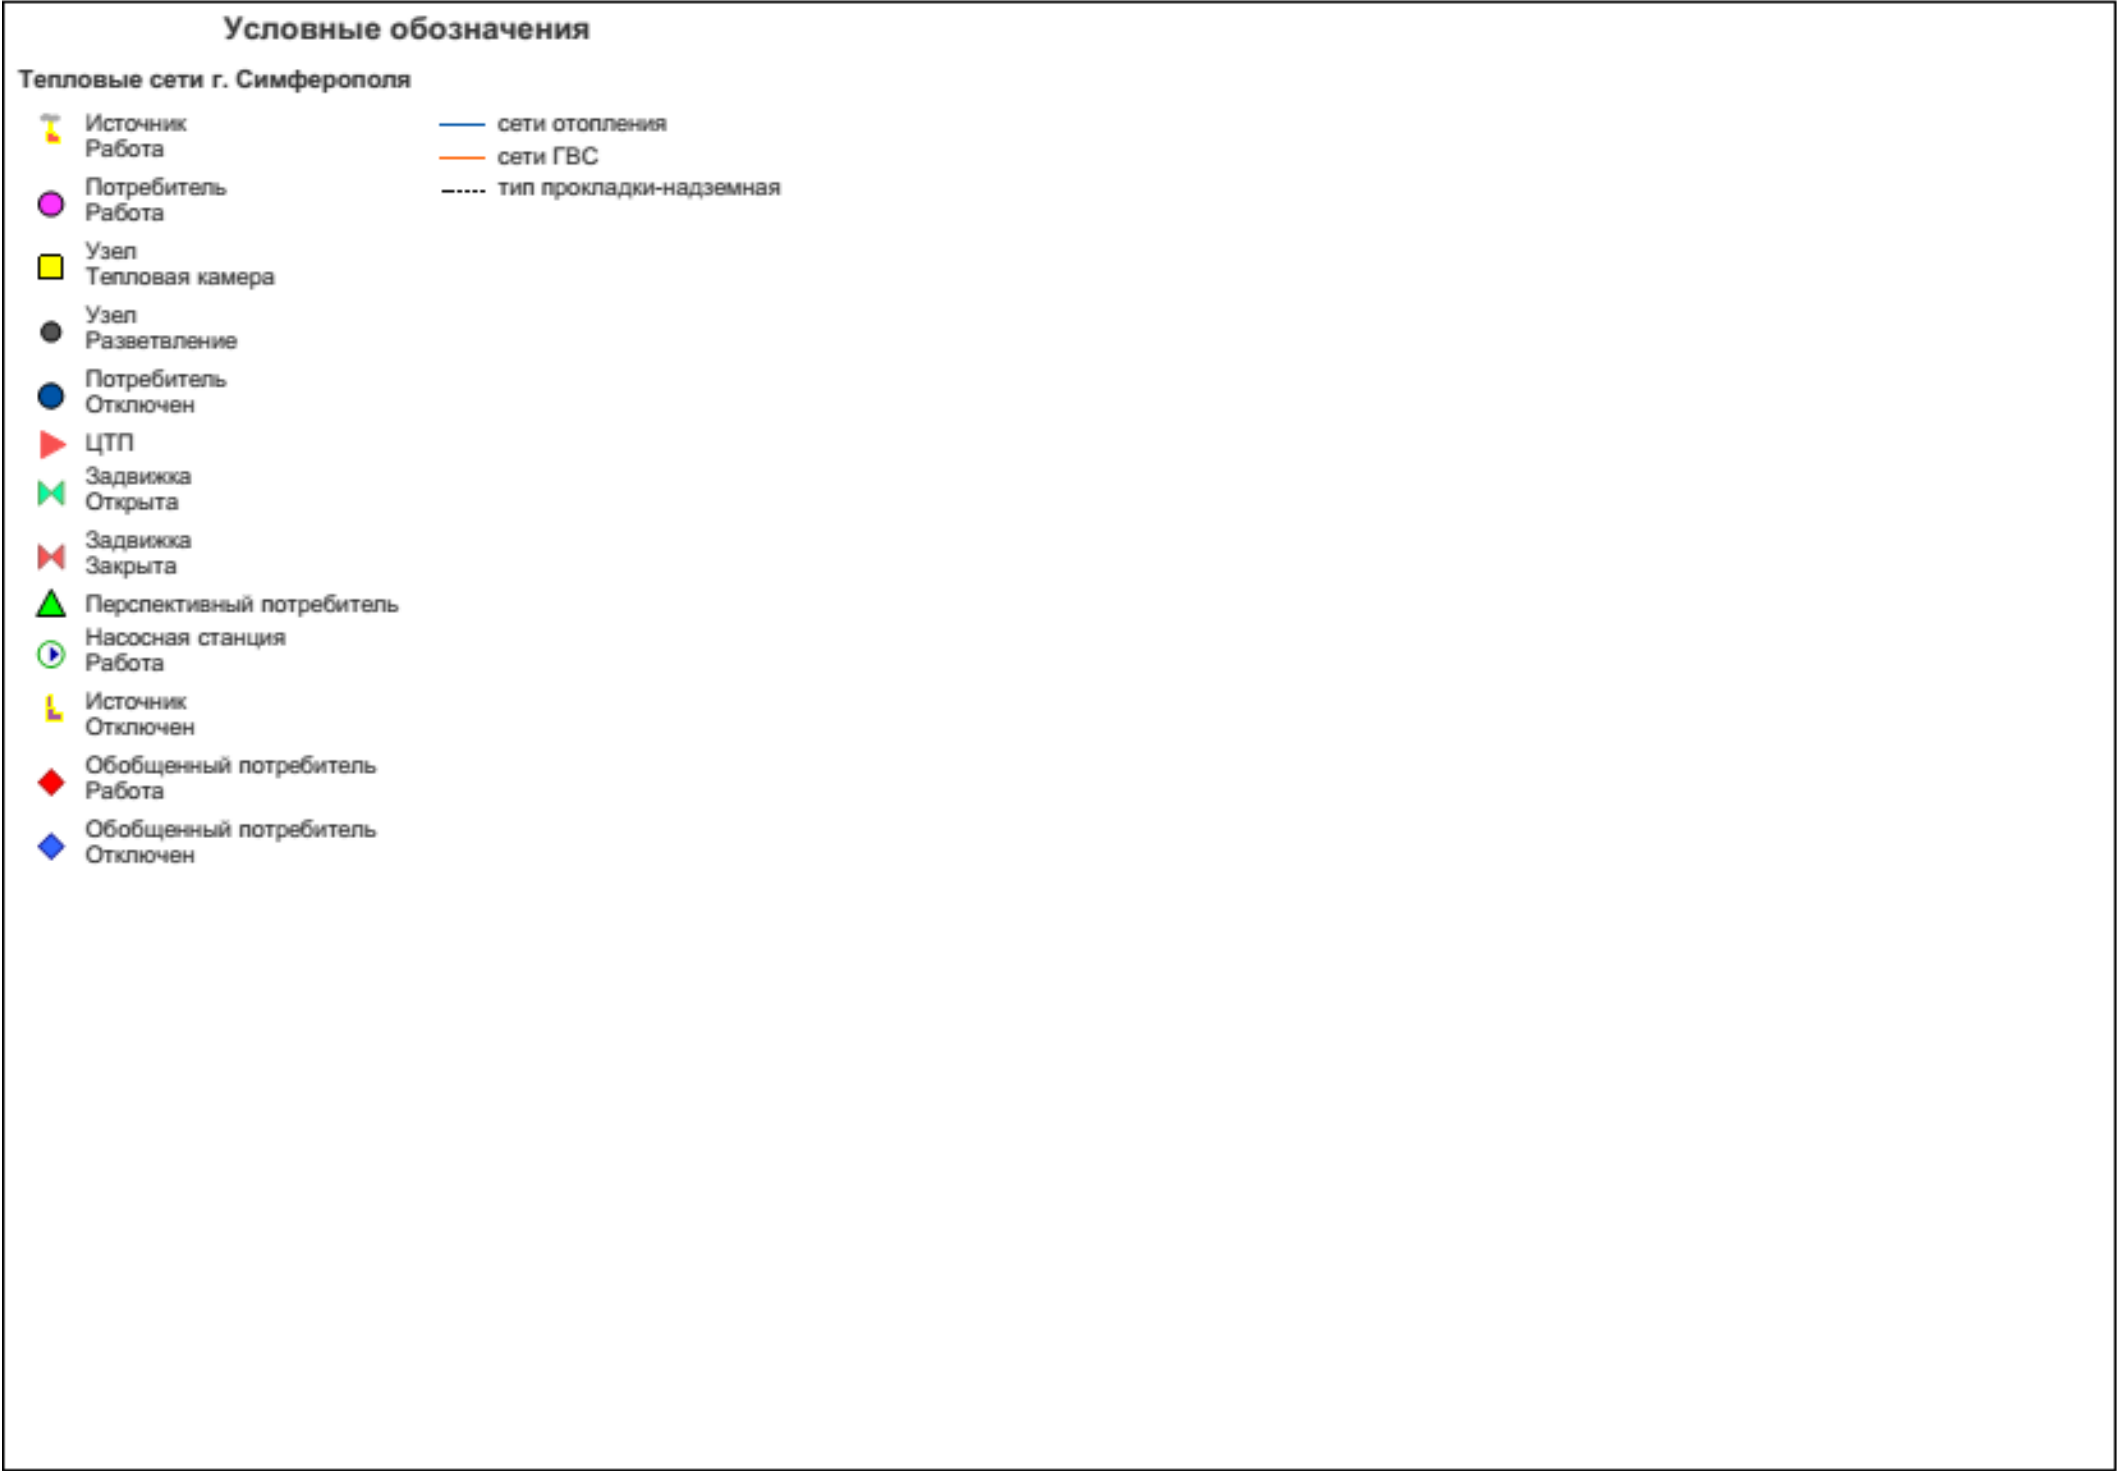 Условные обозначения
Тепловые сети г. Симферополя
Источник
Работа
Потребитель
Работа
Узел
Тепловая камера
Узел
Разветвление
Потребитель
Отключен
ЦТП
Задвижка
Открыта
Задвижка
Закрыта
Перспективный потребитель
Насосная станция
Работа
Источник
Отключен
Обобщенный потребитель
Работа
Обобщенный потребитель
Отключен
сети отопления
сети ГВС
тип прокладки-надземная